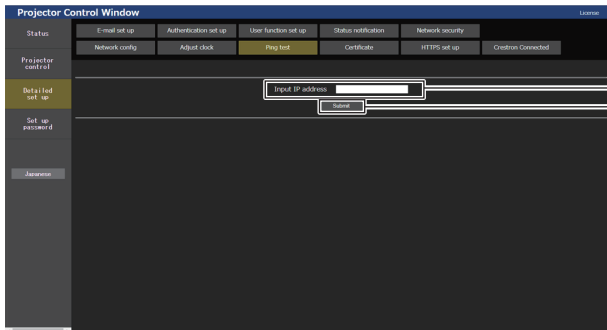 Projector Control Window
License
Status
E-mail set up
Authentication set up
User function set up
Status notification
Network security
Network config
Adjust clock
Ping test
Certificate
HTTPS set up
Crestron Connected
Projector
control
Detailed
set up
Set up
password
Japanese
Input IP address
Submit